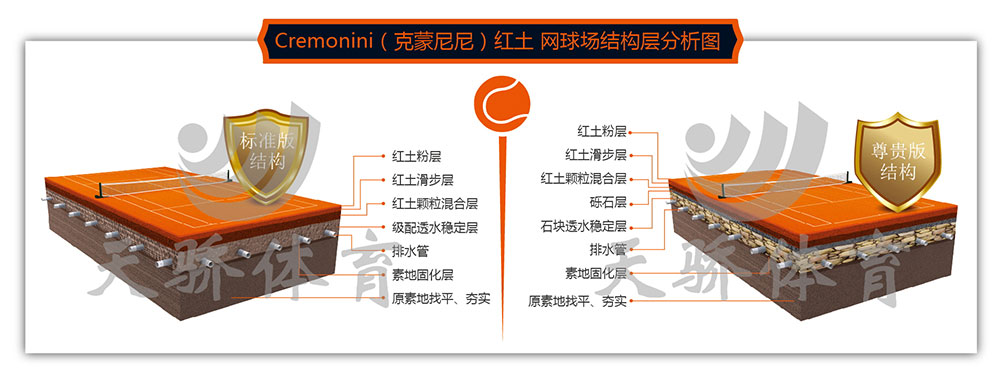 Cremonini（克蒙尼尼）红土 网球场结构层分析图
标准版
结构
红土粉层
红土滑步层
红土颗粒混合层
级配透水稳定层
排水管
素地固化层
原素地找平、夯实
天骄体育
尊贵版
结构
红土粉层
红土滑步层
红土颗粒混合层
砾石层
石块透水稳定层
排水管
素地固化层
原素地找平、夯实
天骄体育